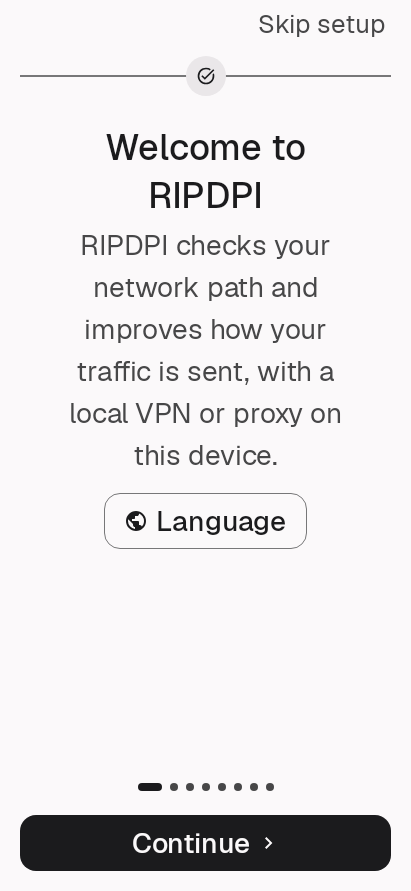 Skip setup
Welcome to
RIPDPI
RIPDPI checks your
network path and
improves how your
traffic is sent, with a
local VPN or proxy on
this device.
Language
Continue